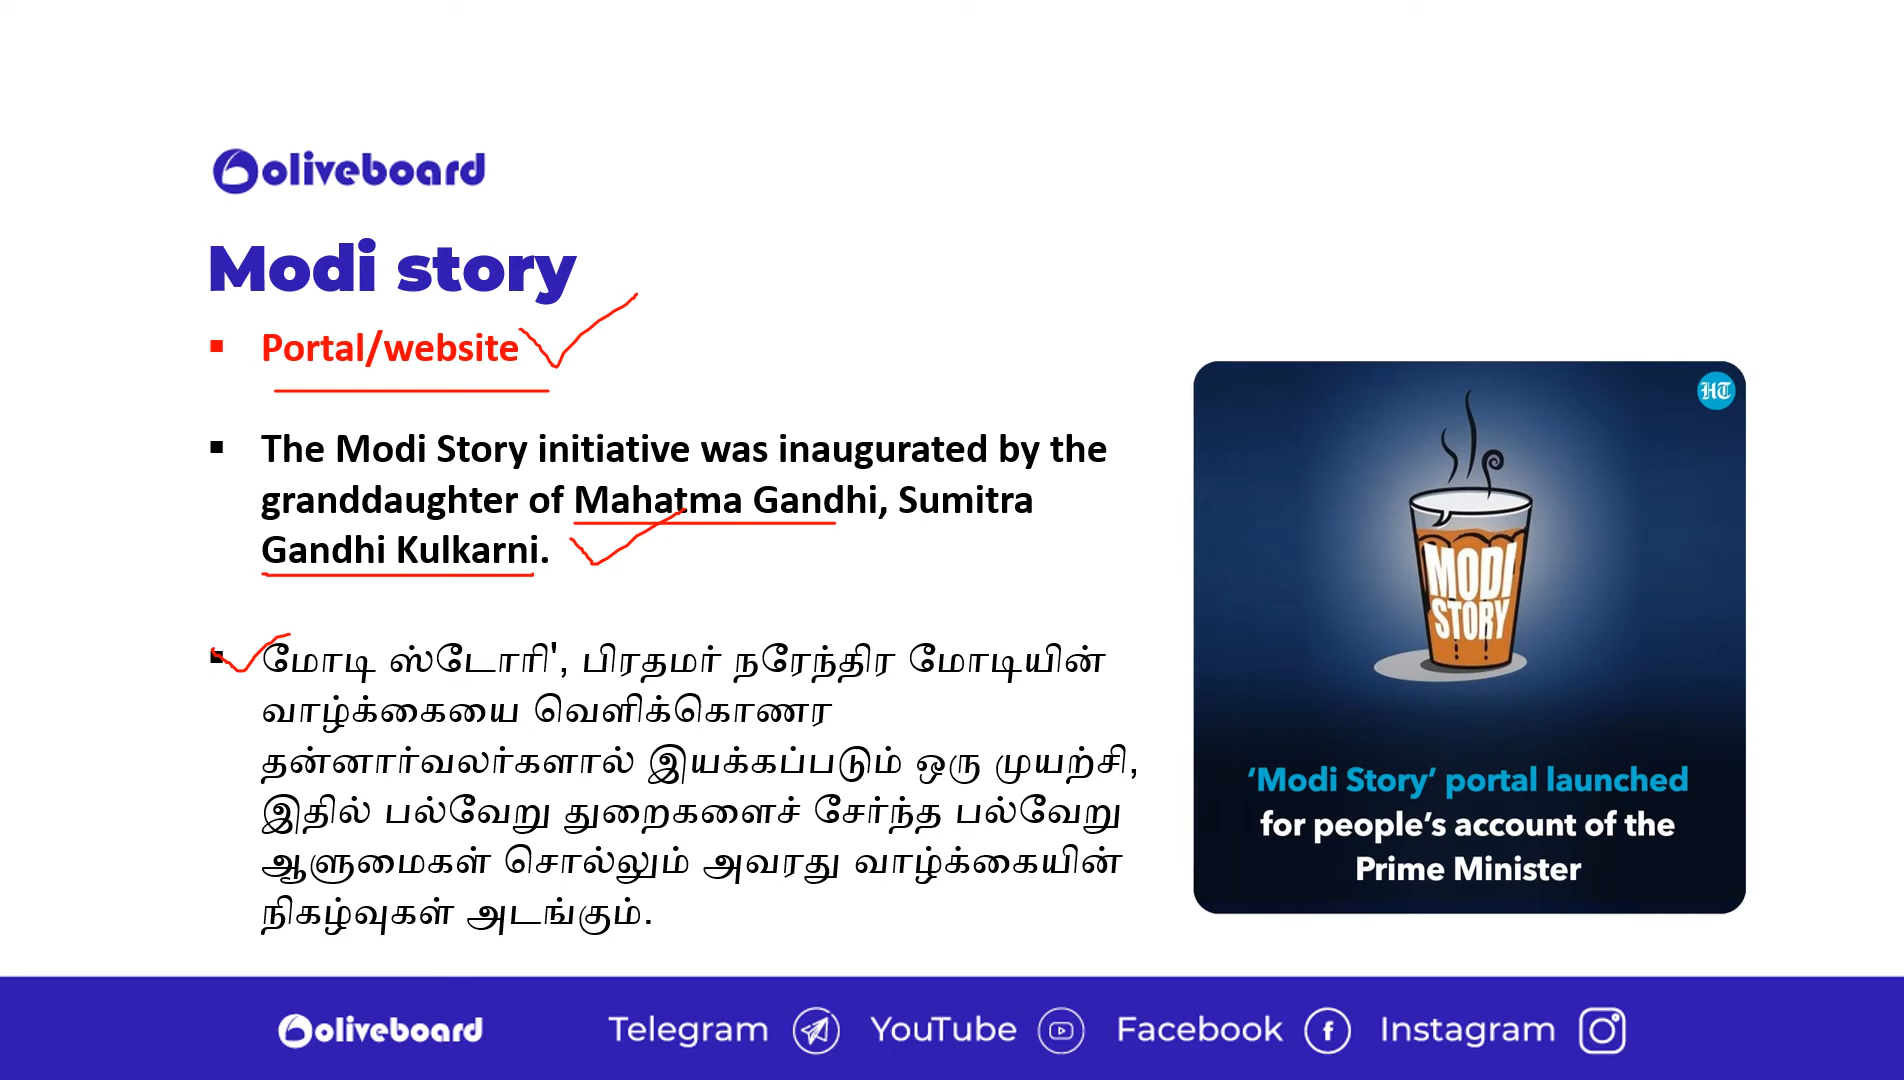 oliveboard
Modi story
Portal/website
The Modi Story initiative was inaugurated by the
granddaughter of Mahatma Gandhi, Sumitra
Gandhi Kulkarni.
மோடி ஸ்டோரி', பிரதமர் நரேந்திர மோடியின்
வாழ்க்கையை வெளிக்கொணர
தன்னார்வலர்களால் இயக்கப்படும் ஒரு முயற்சி,
இதில் பல்வேறு துறைகளைச் சேர்ந்த பல்வேறு
ஆளுமைகள் சொல்லும் அவரது வாழ்க்கையின்
நிகழ்வுகள் அடங்கும்.
HT
MODI
STORY
‘Modi Story’ portal launched
for people’s account of the
Prime Minister
oliveboard Telegram YouTube Facebook Instagram